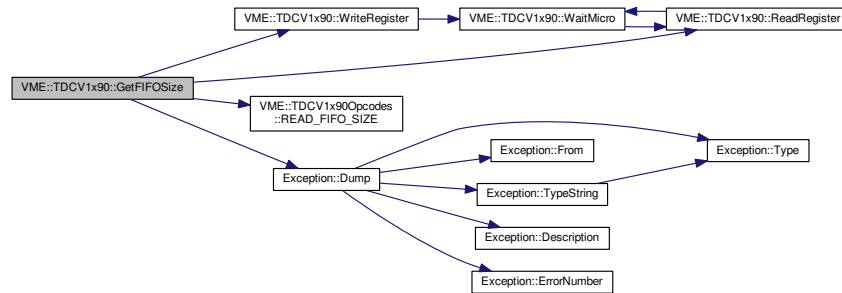 VME::TDCV1x90::WriteRegister
VME::TDCV1x90::WaitMicro
VME::TDCV1x90::ReadRegister
VME::TDCV1x90::GetFIFOSize
VME::TDCV1x90Opcodes
::READ_FIFO_SIZE
Exception::Dump
Exception::From
Exception::Type
Exception::TypeString
Exception::Description
Exception::ErrorNumber